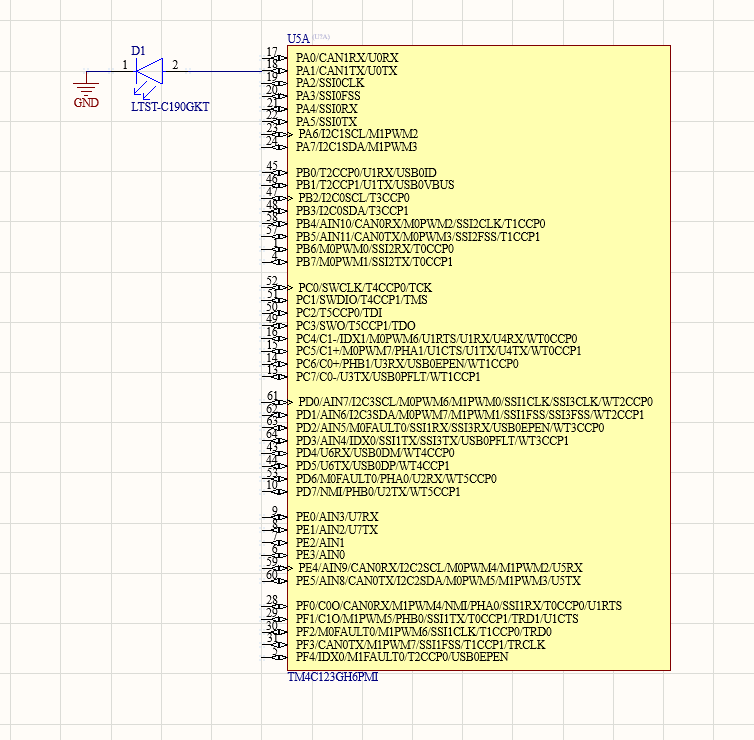 U5A (U?A)
D1
1 2
GND
LTST-C190GKT
17 PA0/CAN1RX/U0RX
18 PA1/CAN1TX/U0TX
19 PA2/SSI0CLK
20 PA3/SSI0FSS
21 PA4/SSI0RX
22 PA5/SSI0TX
23 PA6/I2C1SCL/M1PWM2
24 PA7/I2C1SDA/M1PWM3
45 PB0/T2CCP0/U1RX/USB0ID
46 PB1/T2CCP1/U1TX/USB0VBUS
47 PB2/I2C0SCL/T3CCP0
48 PB3/I2C0SDA/T3CCP1
58 PB4/AIN10/CAN0RX/M0PWM2/SSI2CLK/T1CCP0
57 PB5/AIN11/CAN0TX/M0PWM3/SSI2FSS/T1CCP1
1 PB6/M0PWM0/SSI2RX/T0CCP0
4 PB7/M0PWM1/SSI2TX/T0CCP1
52 PC0/SWCLK/T4CCP0/TCK
51 PC1/SWDIO/T4CCP1/TMS
50 PC2/T5CCP0/TDI
49 PC3/SWO/T5CCP1/TDO
16 PC4/C1-/IDX1/M0PWM6/U1RTS/U1RX/U4RX/WT0CCP0
15 PC5/C1+/M0PWM7/PHA1/U1CTS/U1TX/U4TX/WT0CCP1
14 PC6/C0+/PHB1/U3RX/USB0EPEN/WT1CCP0
13 PC7/C0-/U3TX/USB0PFLT/WT1CCP1
61 PD0/AIN7/I2C3SCL/M0PWM6/M1PWM0/SSI1CLK/SSI3CLK/WT2CCP0
62 PD1/AIN6/I2C3SDA/M0PWM7/M1PWM1/SSI1FSS/SSI3FSS/WT2CCP1
63 PD2/AIN5/M0FAULT0/SSI1RX/SSI3RX/USB0EPEN/WT3CCP0
64 PD3/AIN4/IDX0/SSI1TX/SSI3TX/USB0PFLT/WT3CCP1
43 PD4/U6RX/USB0DM/WT4CCP0
44 PD5/U6TX/USB0DP/WT4CCP1
53 PD6/M0FAULT0/PHA0/U2RX/WT5CCP0
10 PD7/NMI/PHB0/U2TX/WT5CCP1
9 PE0/AIN3/U7RX
8 PE1/AIN2/U7TX
7 PE2/AIN1
6 PE3/AIN0
59 PE4/AIN9/CAN0RX/I2C2SCL/M0PWM4/M1PWM2/U5RX
60 PE5/AIN8/CAN0TX/I2C2SDA/M0PWM5/M1PWM3/U5TX
28 PF0/C0O/CAN0RX/M1PWM4/NMI/PHA0/SSI1RX/T0CCP0/U1RTS
29 PF1/C1O/M1PWM5/PHB0/SSI1TX/T0CCP1/TRD1/U1CTS
30 PF2/M0FAULT0/M1PWM6/SSI1CLK/T1CCP0/TRD0
31 PF3/CAN0TX/M1PWM7/SSI1FSS/T1CCP1/TRCLK
5 PF4/IDX0/M1FAULT0/T2CCP0/USB0EPEN
TM4C123GH6PMI